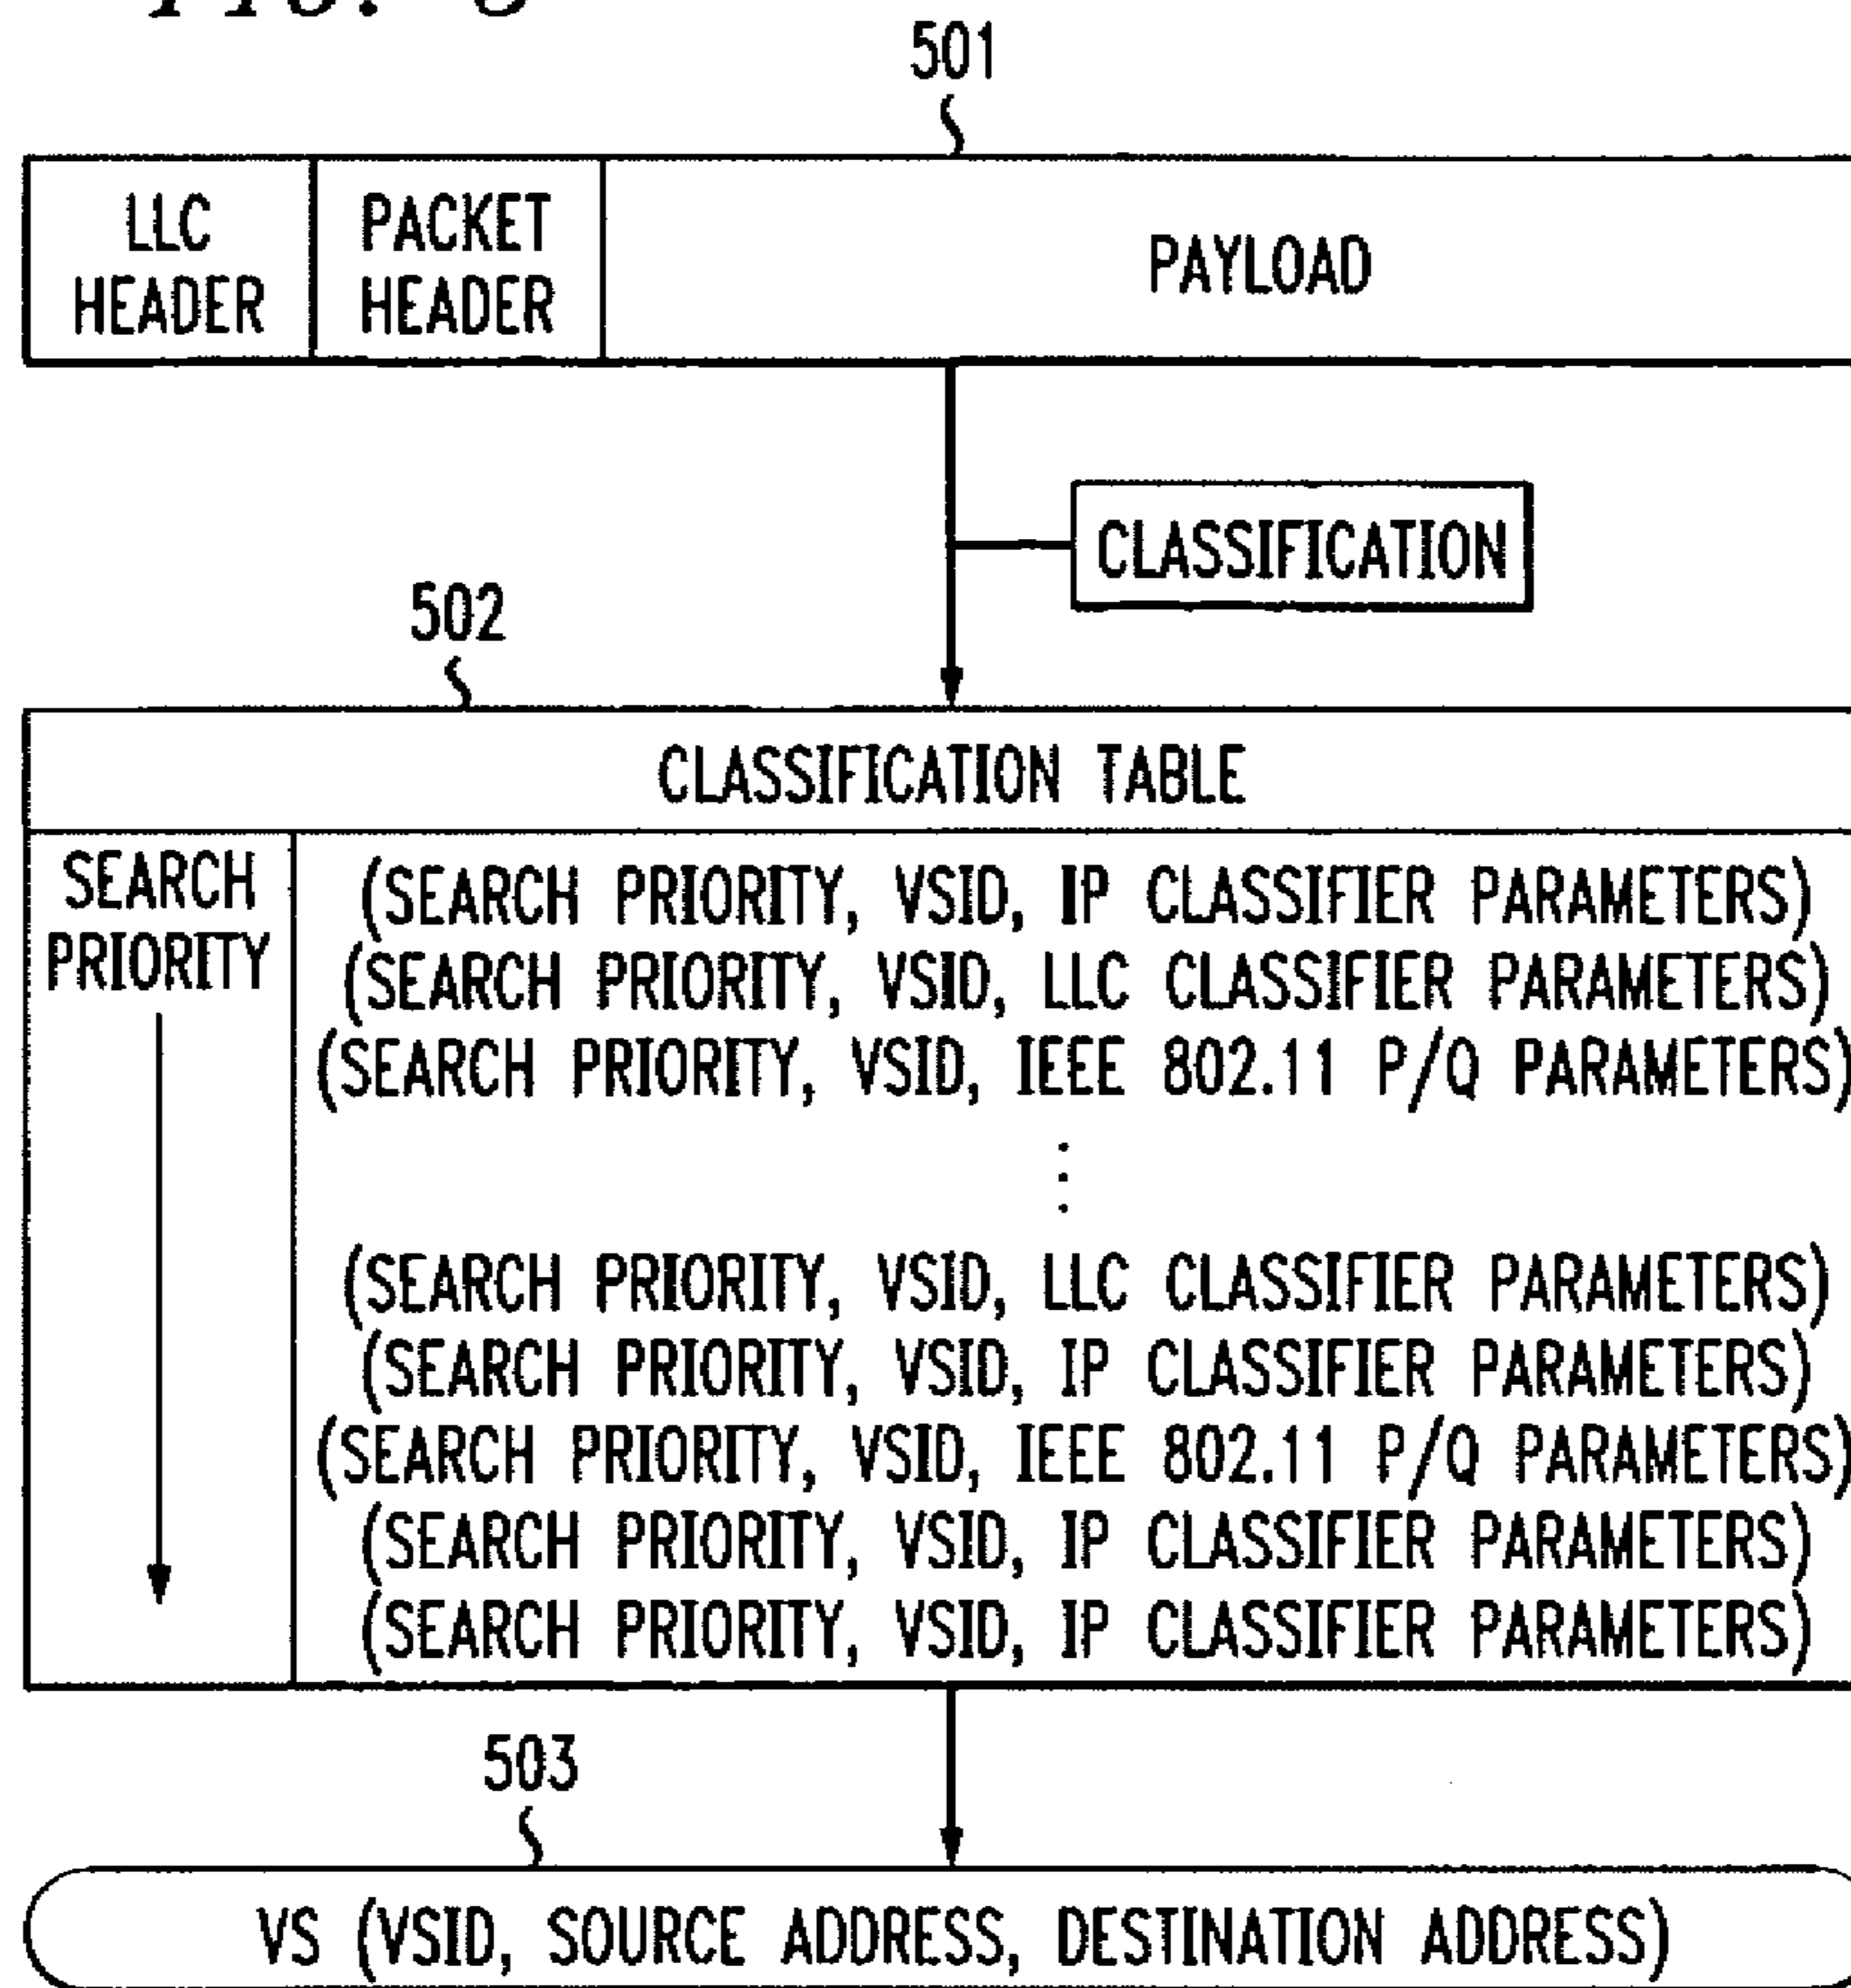 501
LLC HEADER
PACKET HEADER
PAYLOAD
CLASSIFICATION
502
CLASSIFICATION TABLE
SEARCH PRIORITY
(SEARCH PRIORITY, VSID, IP CLASSIFIER PARAMETERS)
(SEARCH PRIORITY, VSID, LLC CLASSIFIER PARAMETERS)
(SEARCH PRIORITY, VSID, IEEE 802.11 P/Q PARAMETERS)
(SEARCH PRIORITY, VSID, LLC CLASSIFIER PARAMETERS)
(SEARCH PRIORITY, VSID, IP CLASSIFIER PARAMETERS)
(SEARCH PRIORITY, VSID, IEEE 802.11 P/Q PARAMETERS)
(SEARCH PRIORITY, VSID, IP CLASSIFIER PARAMETERS)
(SEARCH PRIORITY, VSID, IP CLASSIFIER PARAMETERS)
503
VS (VSID, SOURCE ADDRESS, DESTINATION ADDRESS)